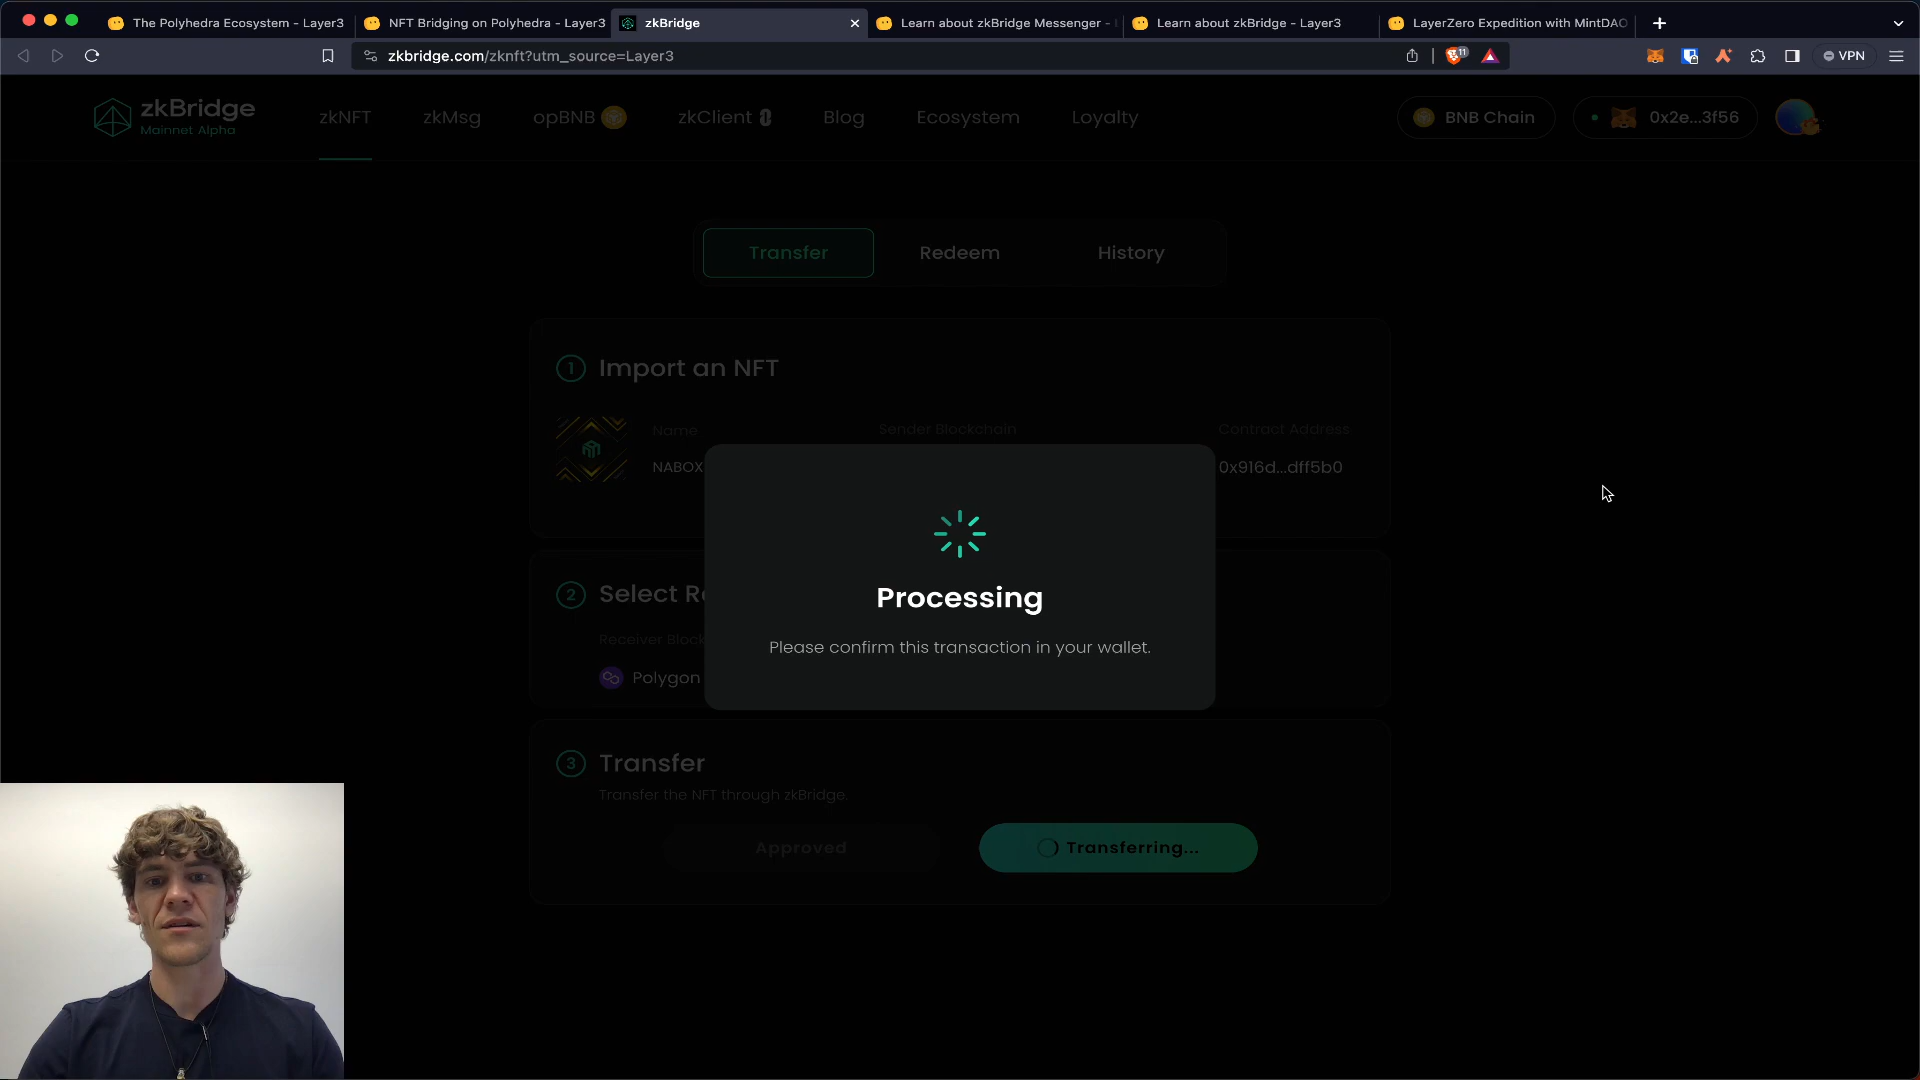 The Polyhedra Ecosystem - Layer3
NFT Bridging on Polyhedra - Layer3
zkBridge
Learn about zkBridge Messenger -
Learn about zkBridge - Layer3
LayerZero Expedition with MintDAO
zkbridge.com/zknft?utm_source=Layer3
11
VPN
zkBridge
Mainnet Alpha
zkNFT
zkMsg
opBNB
zkClient
Blog
Ecosystem
Loyalty
BNB Chain
0x2e...3f56
Transfer
Redeem
History
1 Import an NFT
Name
Sender Blockchain
Contract Address
NABOX
0x916d...dff5b0
Processing
Please confirm this transaction in your wallet.
2 Select Re
Receiver Block
Polygon
3 Transfer
Transfer the NFT through zkBridge.
Approved
Transferring...